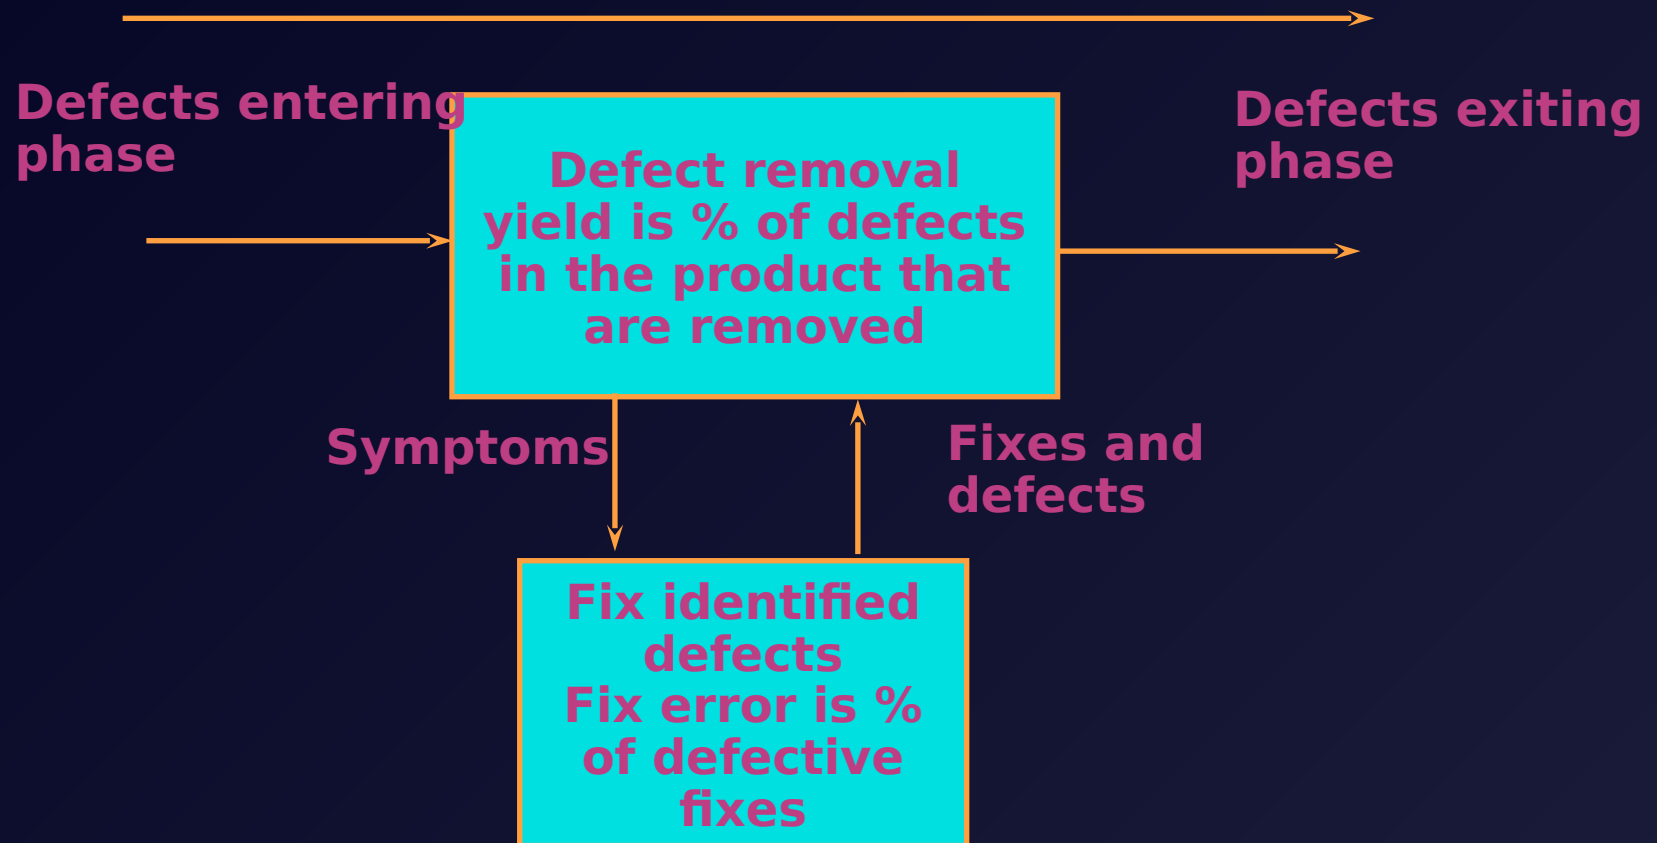 Defects entering
phase
Defect removal
yield is % of defects
in the product that
are removed
Defects exiting
phase
Symptoms
Fixes and
defects
Fix identified
defects
Fix error is %
of defective
fixes